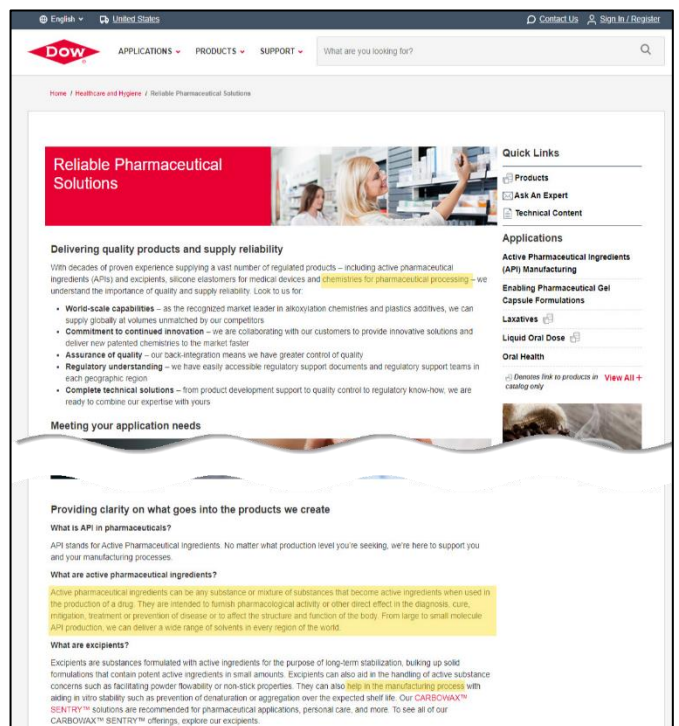 English
United States
Contact Us
Sign In / Register
Dow
APPLICATIONS
PRODUCTS
SUPPORT
What are you looking for?
Home / Healthcare and Hygiene / Reliable Pharmaceutical Solutions
Reliable Pharmaceutical
Solutions
Delivering quality products and supply reliability
With decades of proven experience supplying a vast number of regulated products – including active pharmaceutical
ingredients (APIs) and excipients, silicone elastomers for medical devices and chemistries for pharmaceutical processing – we
understand the importance of quality and supply reliability. Look to us for:
• World-scale capabilities – as the recognized market leader in alkoxylation chemistries and plastics additives, we can
supply globally at volumes unmatched by our competitors
• Commitment to continued innovation – we are collaborating with our customers to provide innovative solutions and
deliver new patented chemistries to the market faster
• Assurance of quality – our back-integration means we have greater control of quality
• Regulatory understanding – we have easily accessible regulatory support documents and regulatory support teams in
each geographic region
• Complete technical solutions – from product development support to quality control to regulatory know-how, we are
ready to combine our expertise with yours
Meeting your application needs
Quick Links
Products
Ask An Expert
Technical Content
Applications
Active Pharmaceutical Ingredients
(API) Manufacturing
Enabling Pharmaceutical Gel
Capsule Formulations
Laxatives
Liquid Oral Dose
Oral Health
Denotes link to products in
catalog only
View All +
Providing clarity on what goes into the products we create
What is API in pharmaceuticals?
API stands for Active Pharmaceutical Ingredients. No matter what production level you're seeking, we're here to support you
and your manufacturing processes.
What are active pharmaceutical ingredients?
Active pharmaceutical ingredients can be any substance or mixture of substances that become active ingredients when used in
the production of a drug. They are intended to furnish pharmacological activity or other direct effect in the diagnosis, cure,
mitigation, treatment or prevention of disease or to affect the structure and function of the body. From large to small molecule
API production, we can deliver a wide range of solvents in every region of the world.
What are excipients?
Excipients are substances formulated with active ingredients for the purpose of long-term stabilization, bulking up solid
formulations that contain potent active ingredients in small amounts. Excipients can also aid in the handling of active substance
concerns such as facilitating powder flowability or non-stick properties. They can also help in the manufacturing process with
aiding in vitro stability such as prevention of denaturation or aggregation over the expected shelf life. Our CARBOWAX™
SENTRY™ solutions are recommended for pharmaceutical applications, personal care, and more. To see all of our
CARBOWAX™ SENTRY™ offerings, explore our excipients.